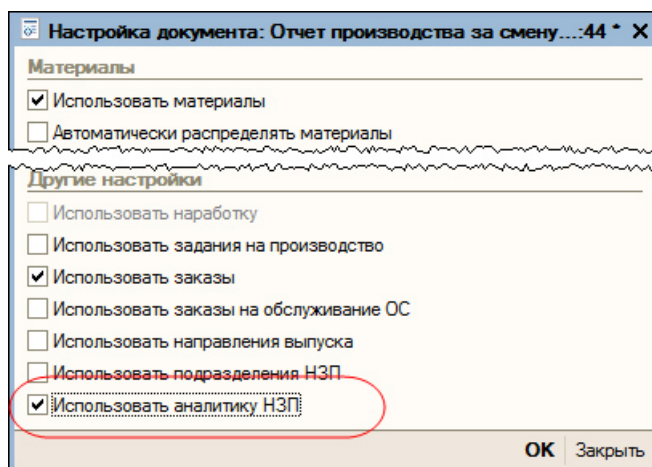 Настройка документа: Отчет производства за смену...:44 *
Материалы
Использовать материалы
Автоматически распределять материалы
Другие настройки
Использовать наработку
Использовать задания на производство
Использовать заказы
Использовать заказы на обслуживание ОС
Использовать направления выпуска
Использовать подразделения НЗП
Использовать аналитику НЗП
ОК Закрыть